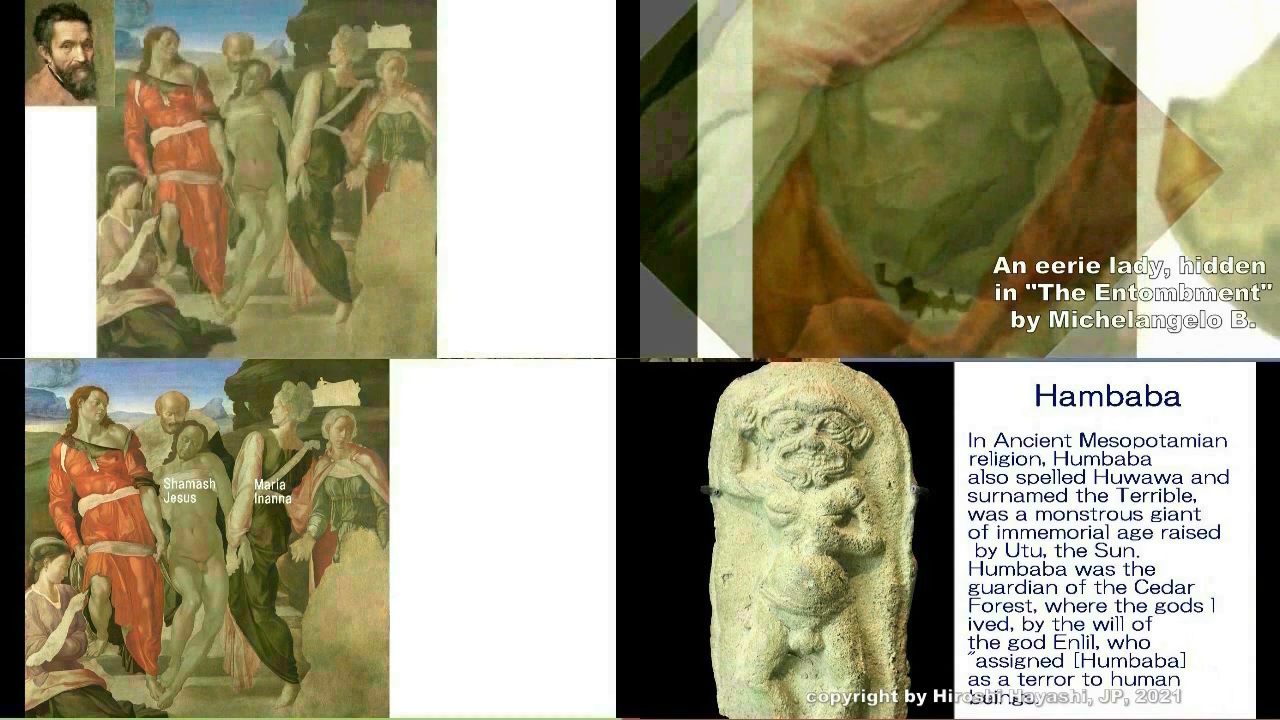 An eerie lady, hidden
in "The Entombment"
by Michelangelo B.
Shamash
Jesus
Maria
Inanna
Hambaba
In Ancient Mesopotamian
religion, Humbaba
also spelled Huwawa and
surnamed the Terrible,
was a monstrous giant
of immemorial age raised
by Utu, the Sun.
Humbaba was the
guardian of the Cedar
Forest, where the gods l
ived, by the will of
the god Enlil, who
"assigned [Humbaba]
as a terror to human
beings.
copyright by Hiroshi Hayashi, JP, 2021